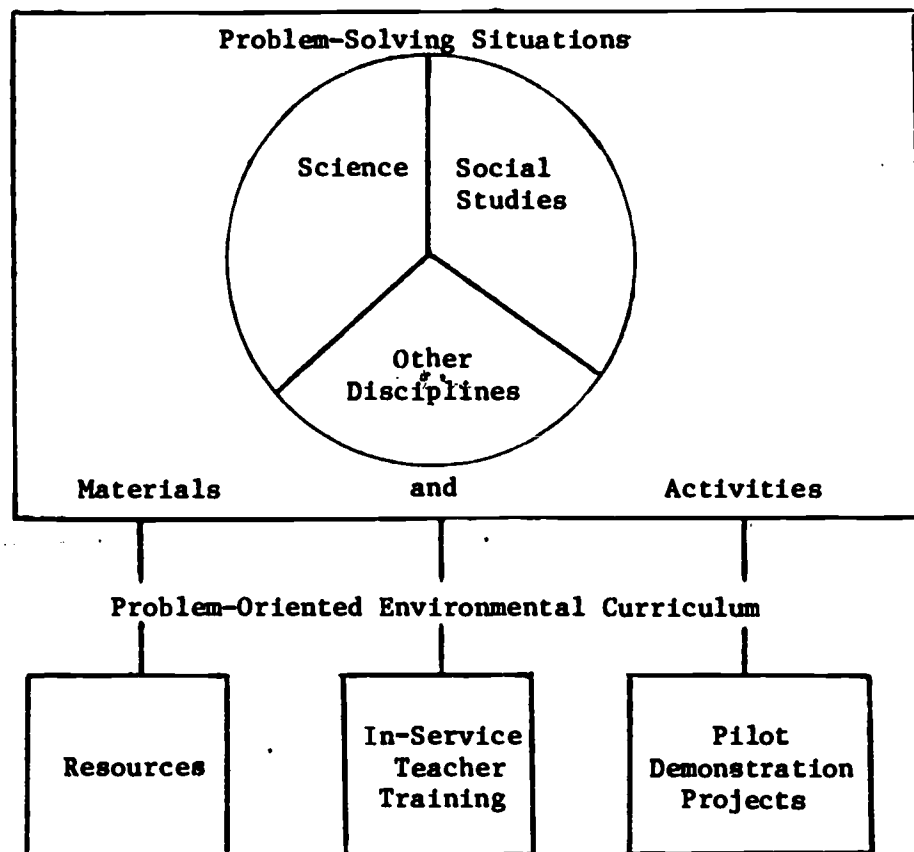 Problem-Solving Situations
Science
Social
Studies
Other
Disciplines
Materials and Activities
Problem-Oriented Environmental Curriculum
Resources
In-Service
Teacher
Training
Pilot
Demonstration
Projects